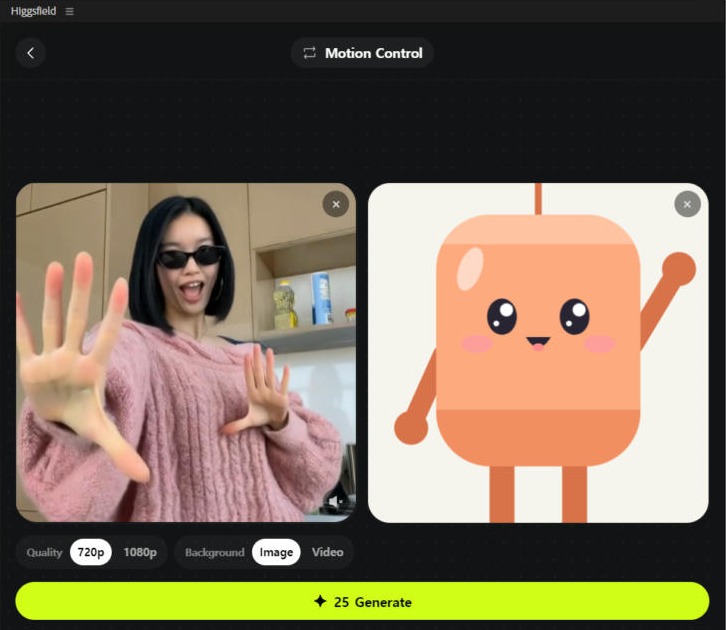 Higgsfield
Motion Control
Quality 720p 1080p Background Image Video
25 Generate